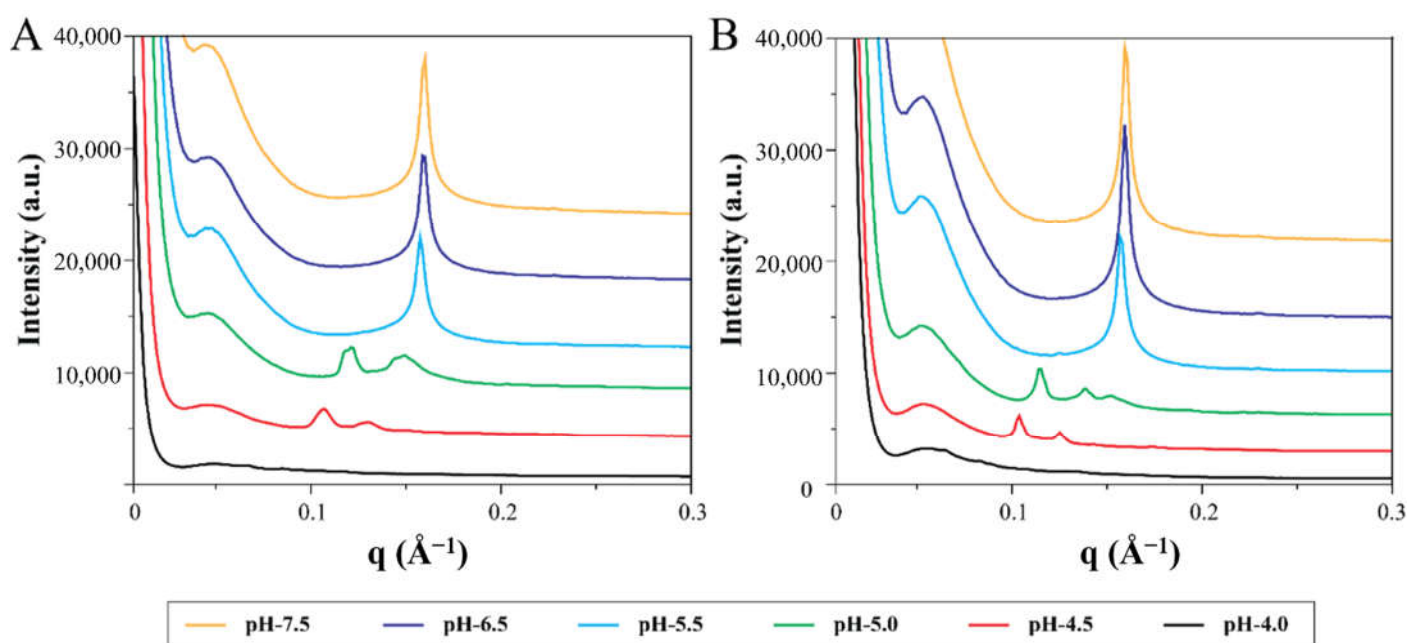 A
40,000
30,000
20,000
10,000
0
0.1
0.2
0.3
Intensity (a.u.)
q (Å⁻¹)
B
40,000
30,000
20,000
10,000
0
0
0.1
0.2
0.3
Intensity (a.u.)
q (Å⁻¹)
pH-7.5 pH-6.5 pH-5.5 pH-5.0 pH-4.5 pH-4.0